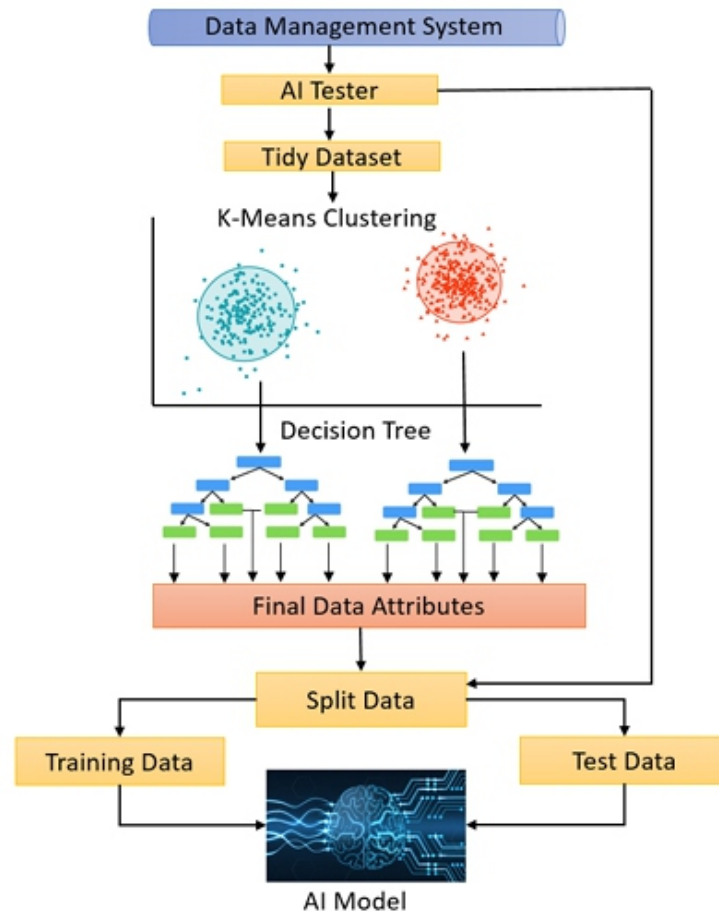 Data Management System
AI Tester
Tidy Dataset
K-Means Clustering
Decision Tree
Final Data Attributes
Split Data
Training Data
Test Data
AI Model